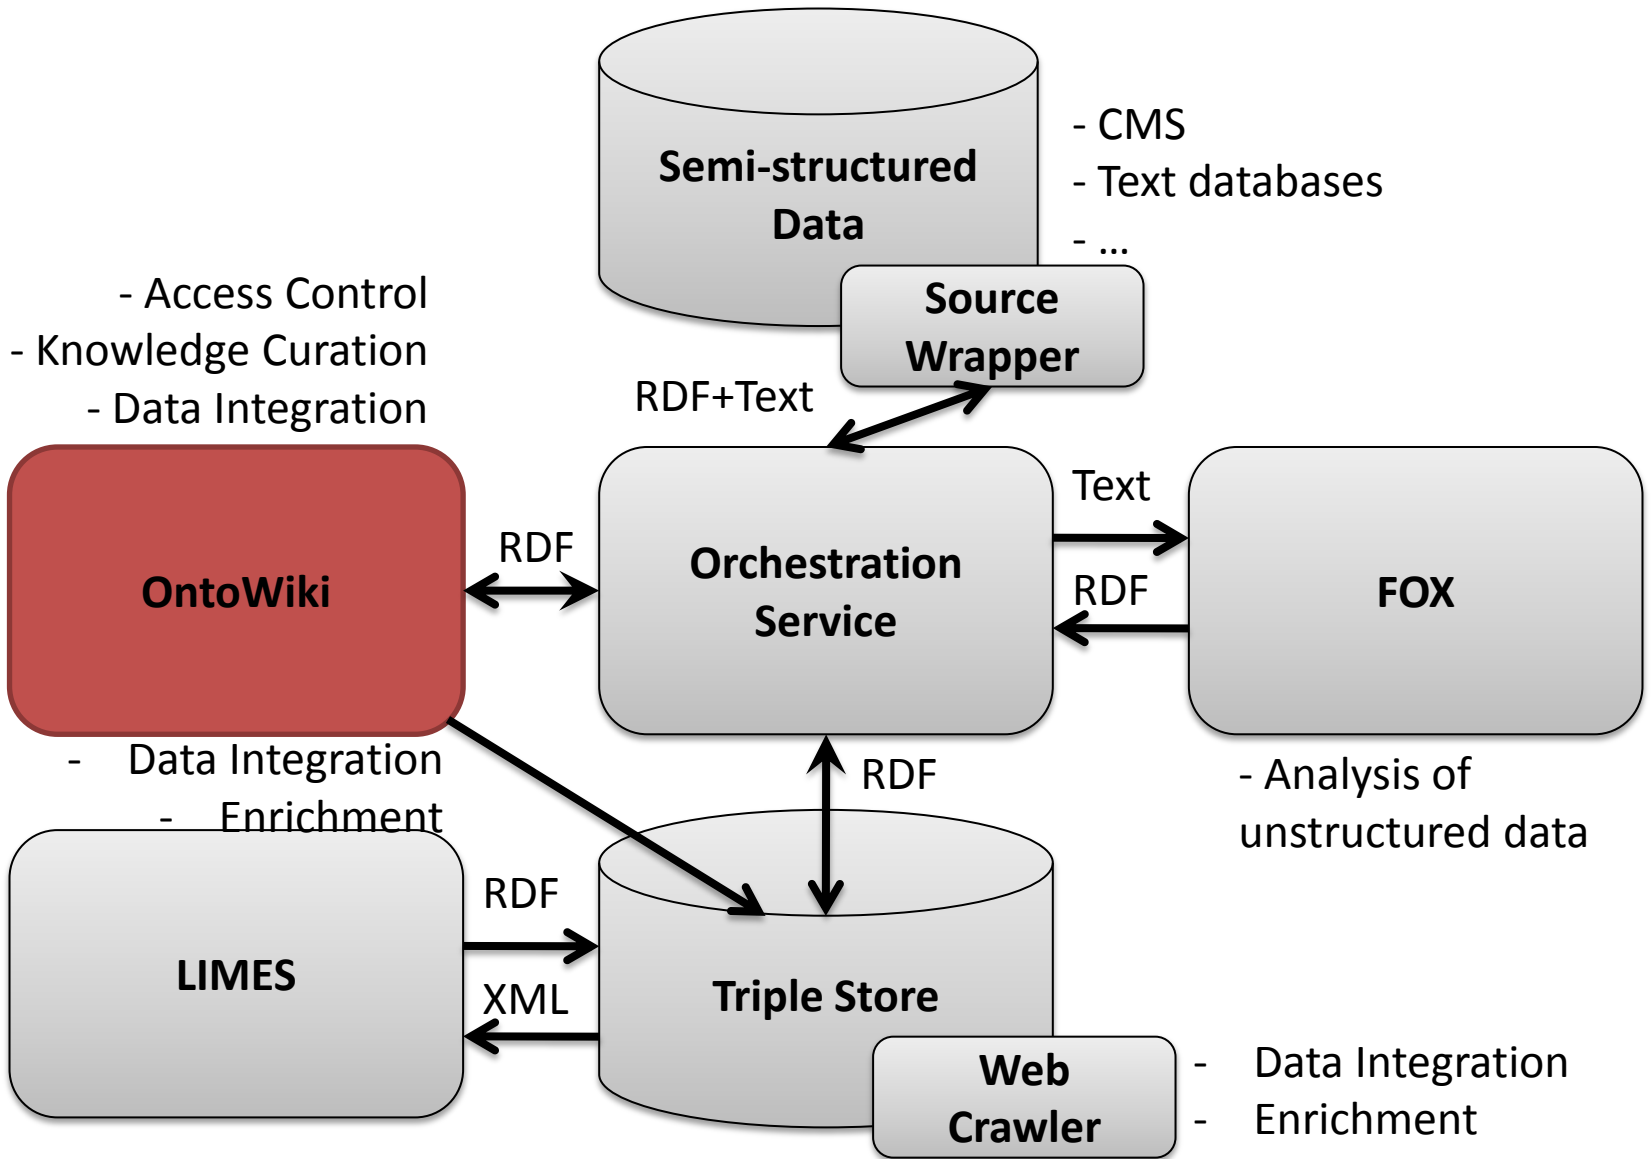 Semi-structured
Data
- CMS
- Text databases
- ...
Source
Wrapper
- Access Control
- Knowledge Curation
- Data Integration
RDF+Text
OntoWiki
RDF
Orchestration
Service
Text
RDF
FOX
- Data Integration
- Enrichment
RDF
- Analysis of
unstructured data
LIMES
RDF
XML
Triple Store
Web
Crawler
- Data Integration
- Enrichment